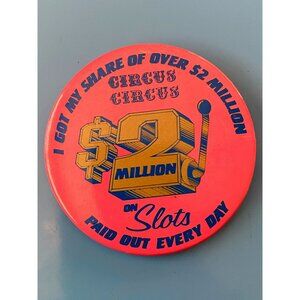 I GOT MY SHARE OF OVER $2 MILLION
CIRCUS
CIRCUS
$2
MILLION
ON Slots
PAID OUT EVERY DAY